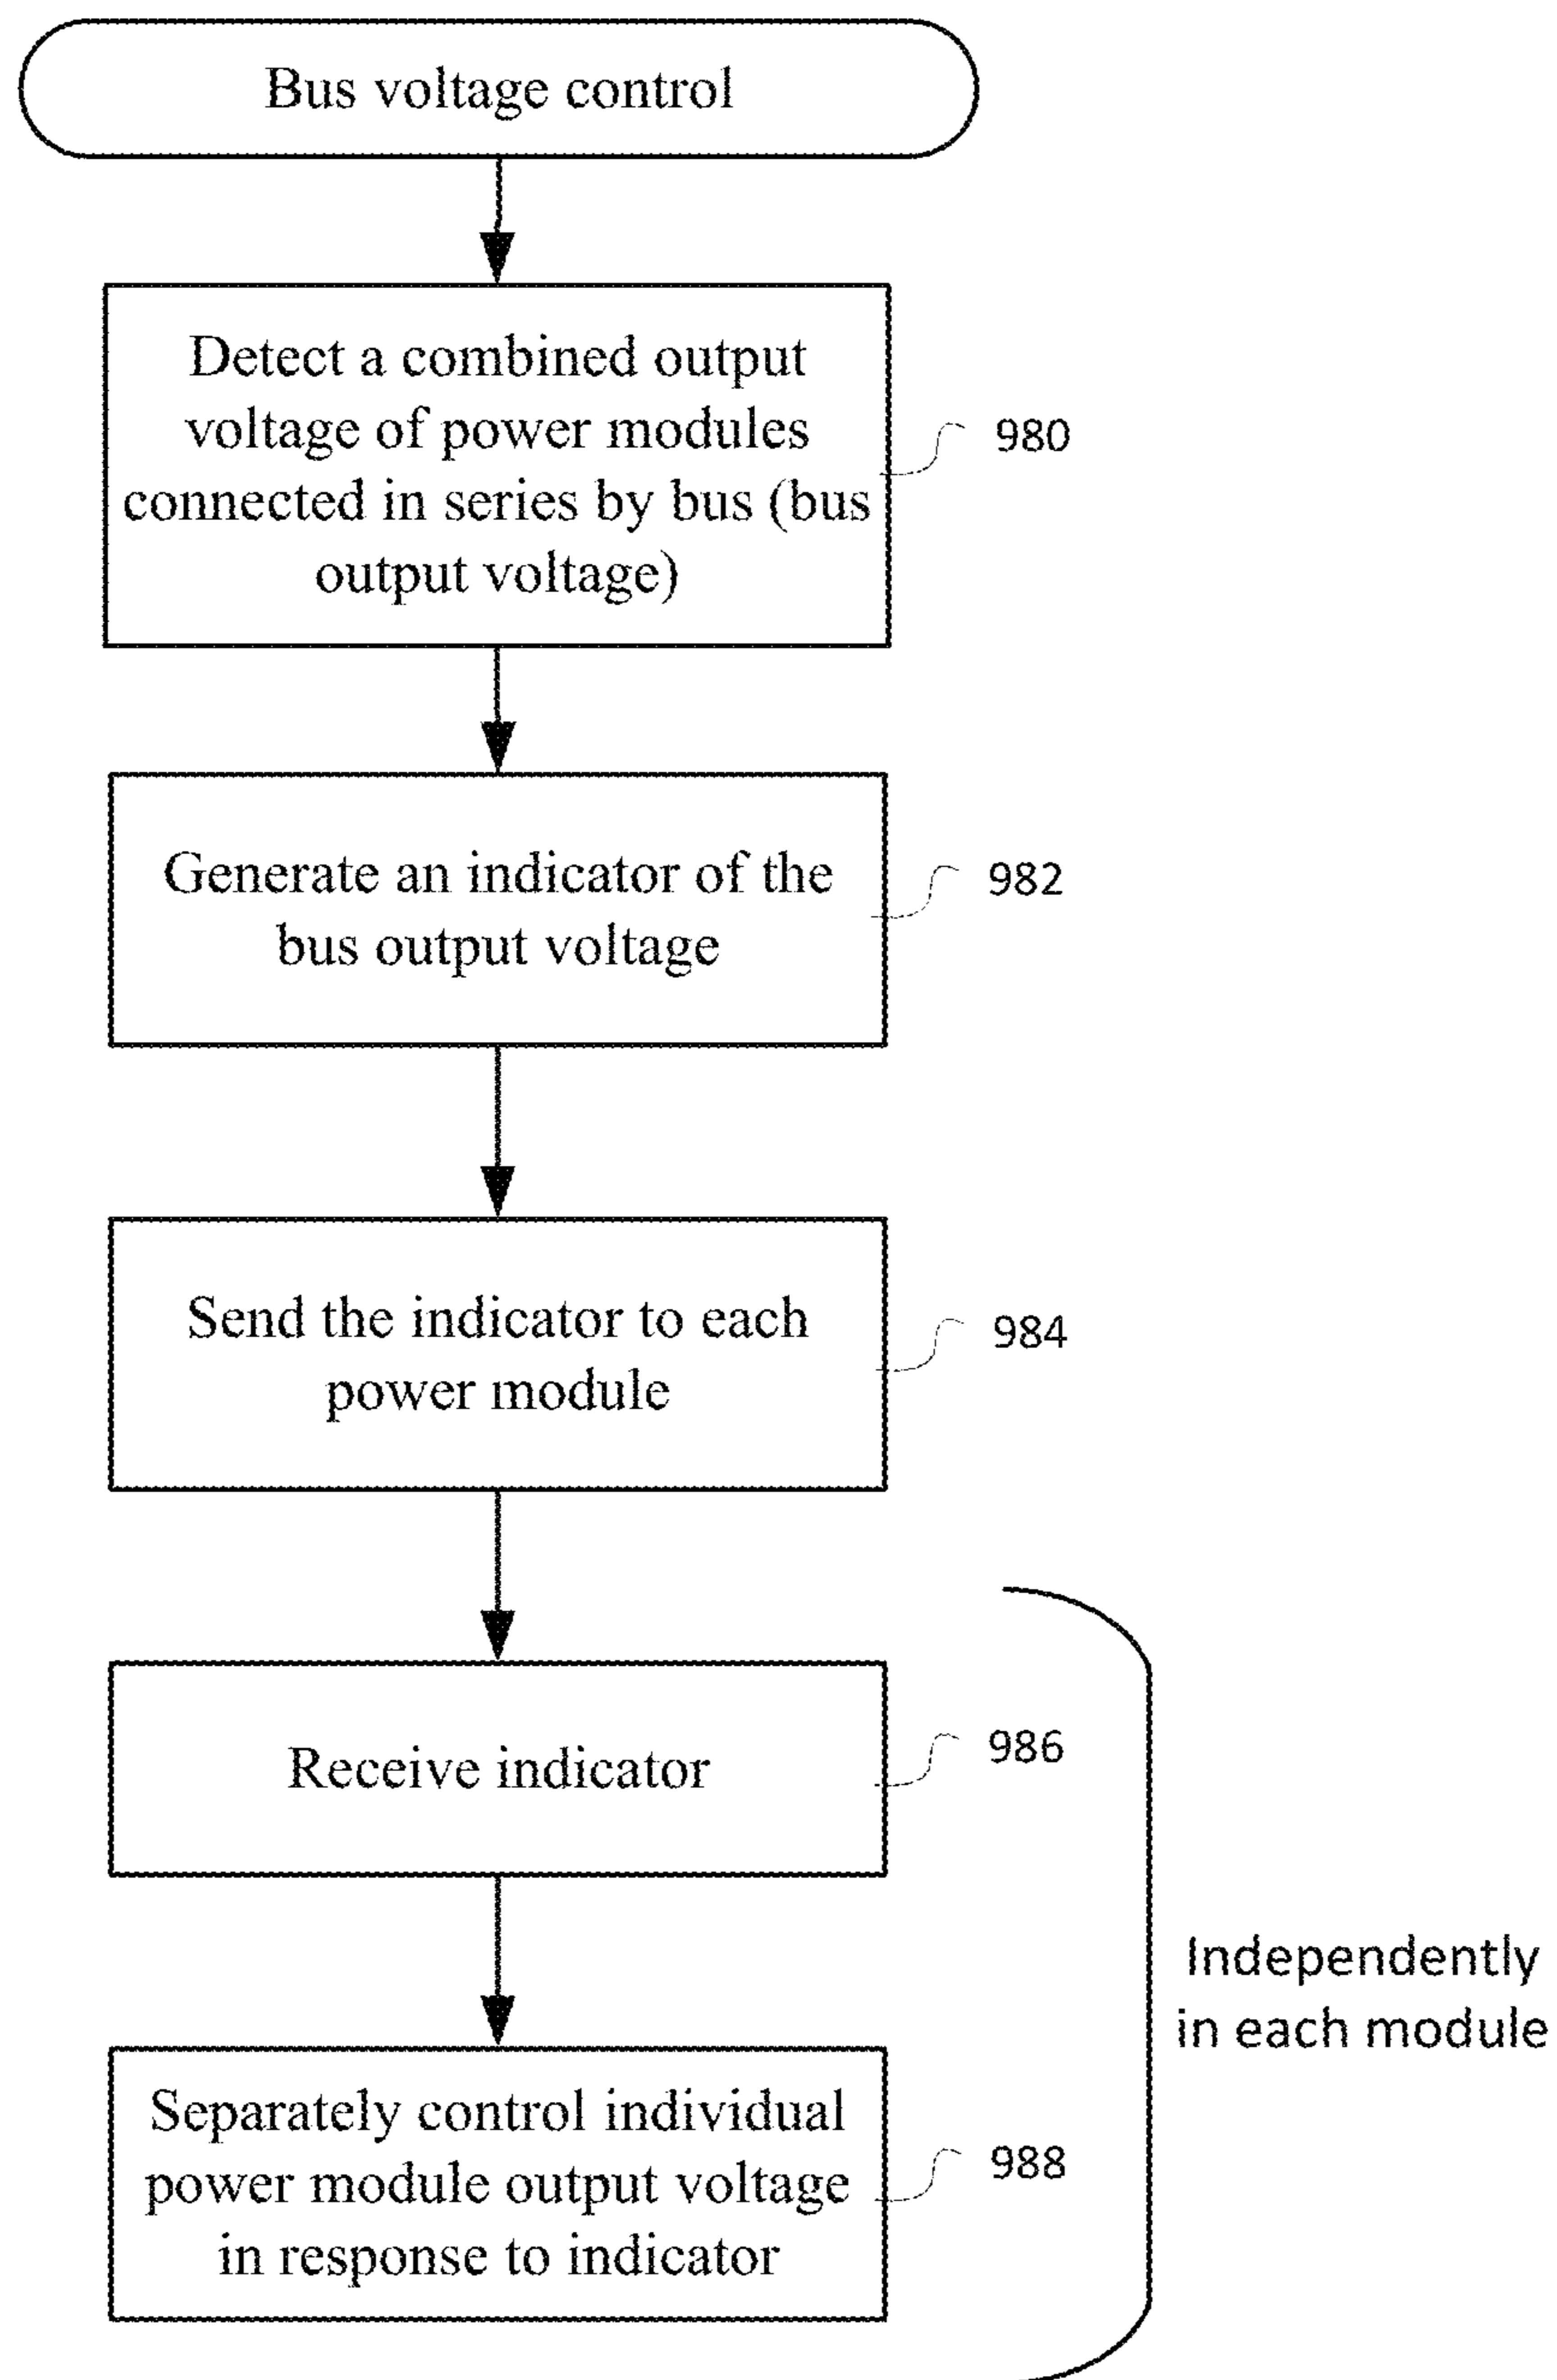 Bus voltage control
Detect a combined output
voltage of power modules
connected in series by bus (bus
output voltage)
980
Generate an indicator of the
bus output voltage
982
Send the indicator to each
power module
984
Receive indicator
986
Separately control individual
power module output voltage
in response to indicator
988
Independently
in each module